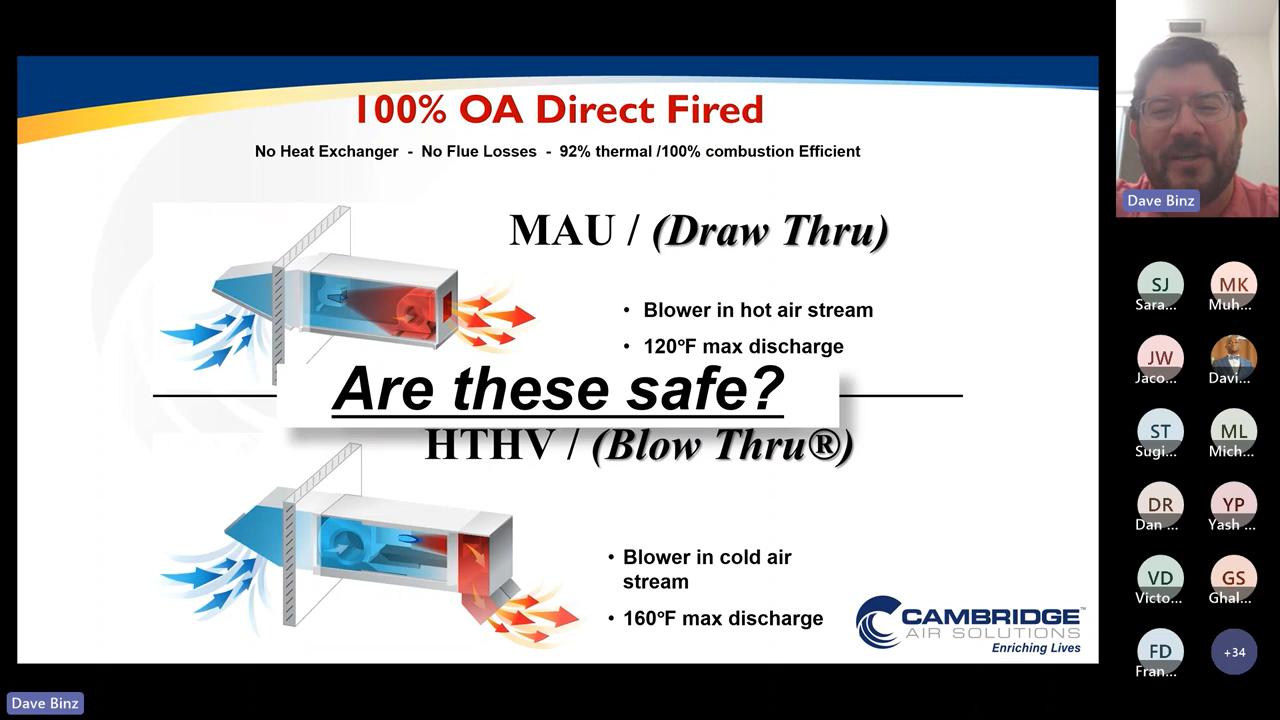 100% OA Direct Fired
No Heat Exchanger - No Flue Losses - 92% thermal /100% combustion Efficient
MAU / (Draw Thru)
• Blower in hot air stream
• 120°F max discharge
Are these safe?
HTHV / (Blow Thru®)
• Blower in cold air
stream
• 160°F max discharge
CAMBRIDGE™
AIR SOLUTIONS
Enriching Lives
Dave Binz
SJ
Sara...
MK
Muh...
JW
Jaco...
Davi...
ST
Sugi...
ML
Mich...
DR
Dan ...
YP
Yash ...
VD
Victo...
GS
Ghal...
FD
Fran...
+34
Dave Binz